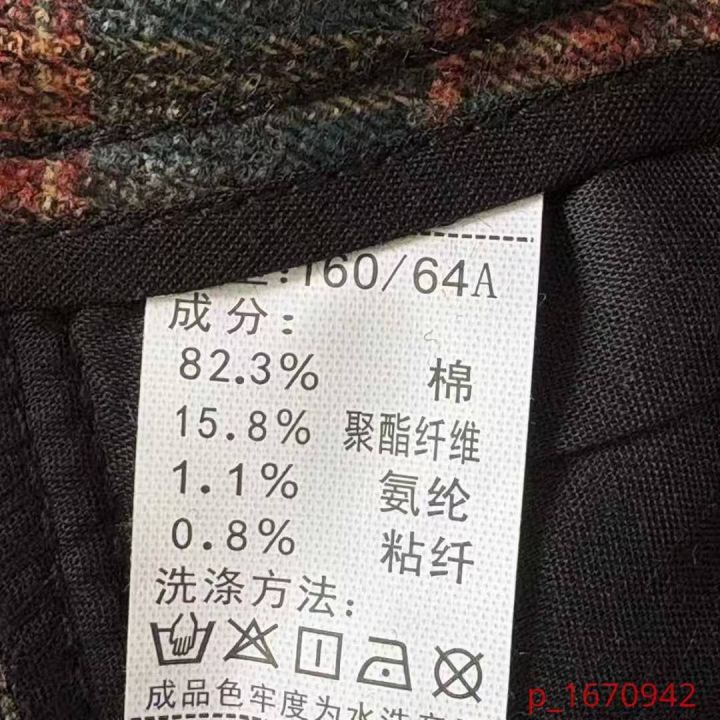 :160/64A
成分:
82.3% 棉
15.8% 聚酯纤维
1.1% 氨纶
0.8% 粘纤
洗涤方法:
成品色牢度为水洗
p_1670942